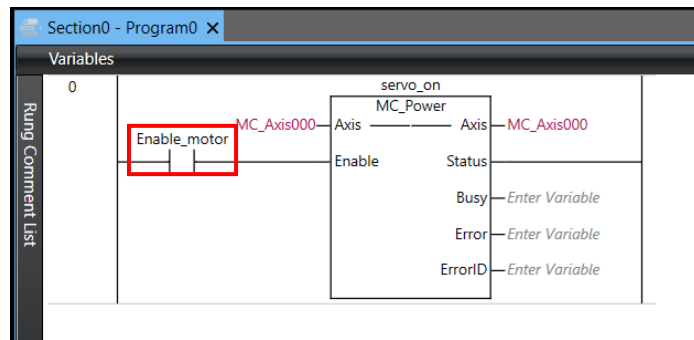 Section0 - Program0 X
Variables
Rung Comment List
0
servo_on
MC_Power
MC_Axis000 Axis Axis MC_Axis000
Enable_motor
Enable Status
Busy Enter Variable
Error Enter Variable
ErrorID Enter Variable